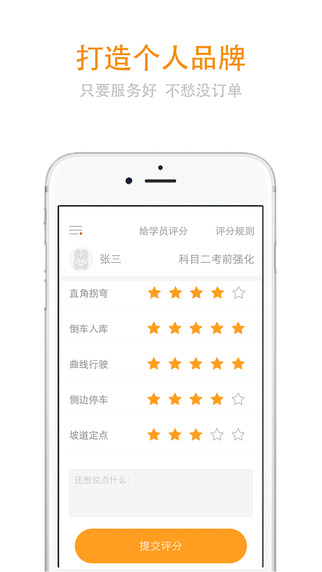 打造个人品牌
只要服务好 不愁没订单
给学员评分 评分规则
张三 科目二考前强化
直角拐弯
倒车入库
曲线行驶
侧边停车
坡道定点
还想说点什么：
提交评分